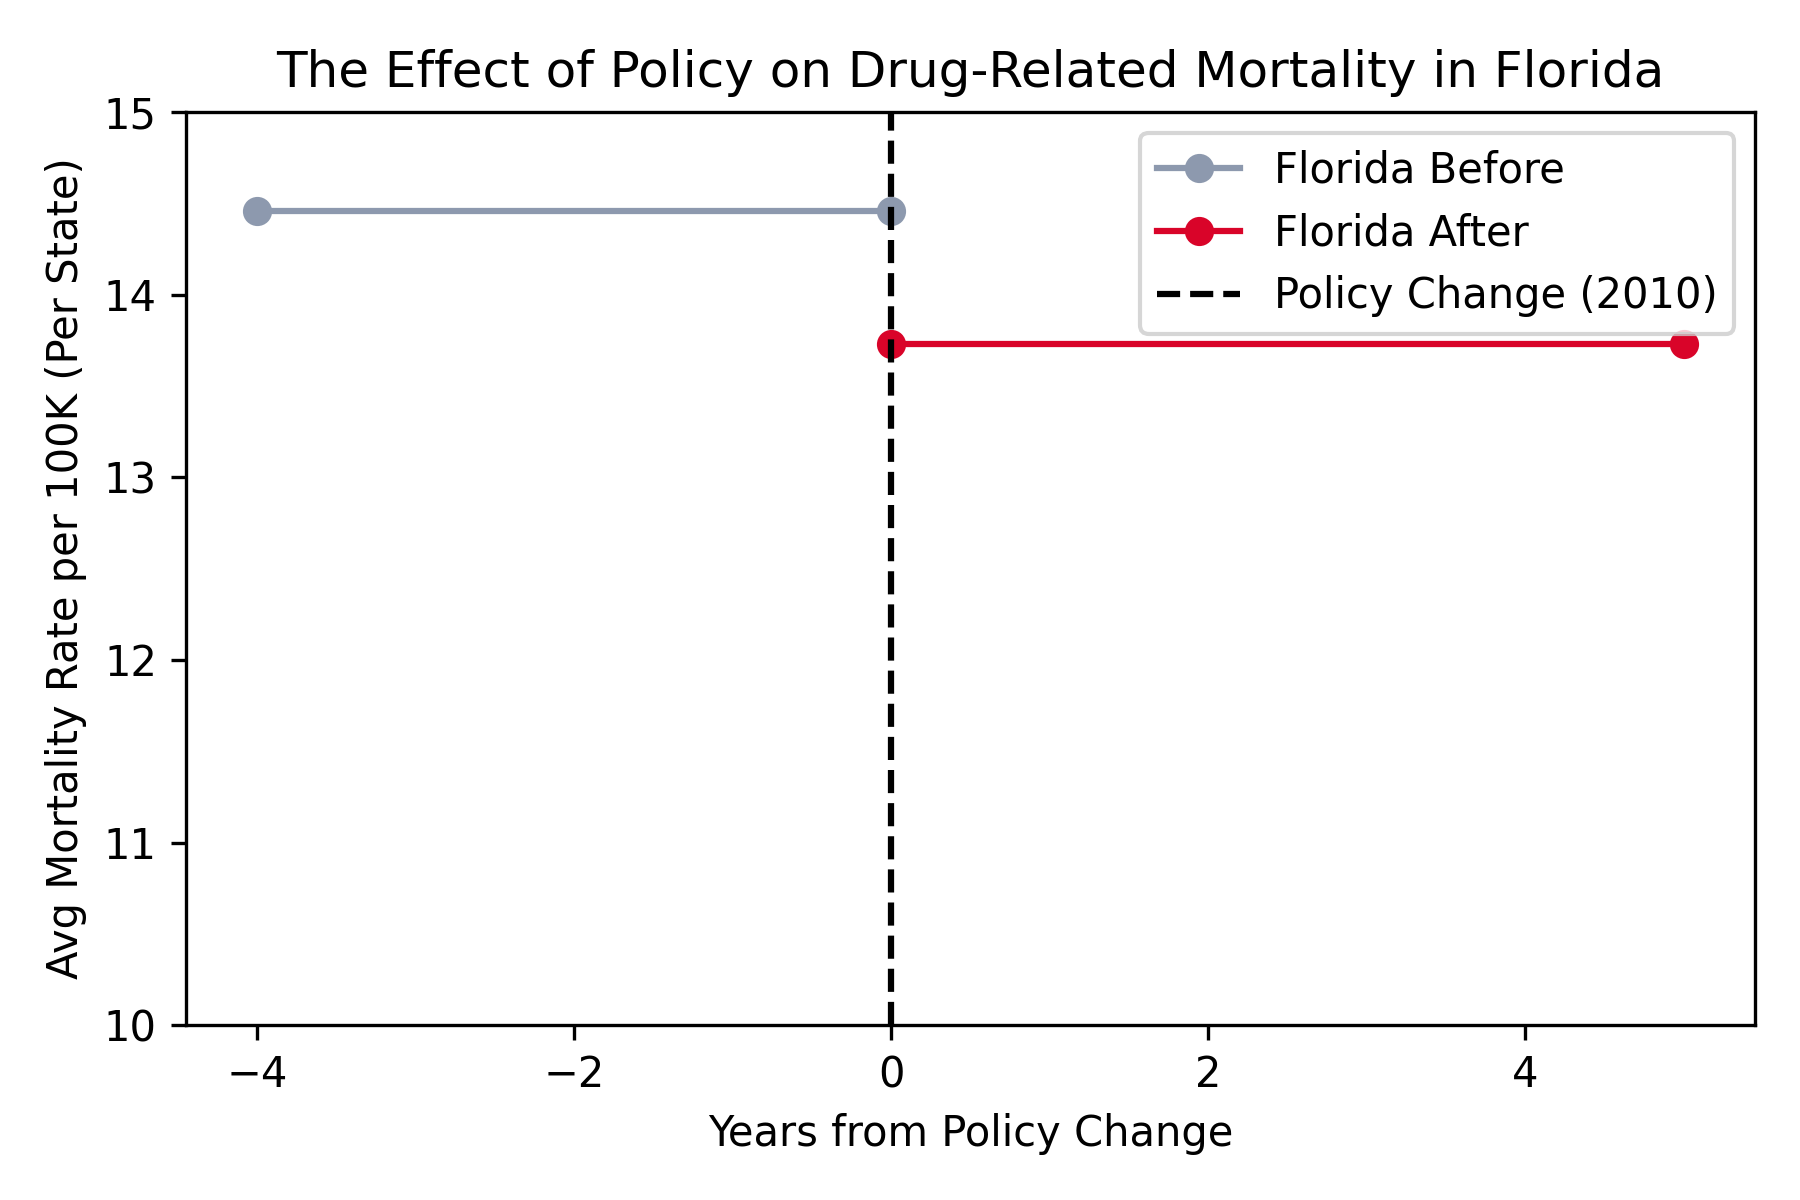 The Effect of Policy on Drug-Related Mortality in Florida
Avg Mortality Rate per 100K (Per State)
15
14
13
12
11
10
Florida Before
Florida After
Policy Change (2010)
−4
−2
0
2
4
Years from Policy Change